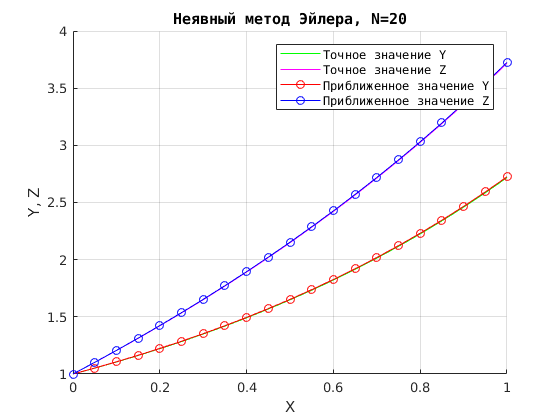 Неявный метод Эйлера, N=20
4
3.5
3
2.5
2
1.5
1
Y, Z
Точное значение Y
Точное значение Z
Приближенное значение Y
Приближенное значение Z
0
0.2
0.4
0.6
0.8
1
X